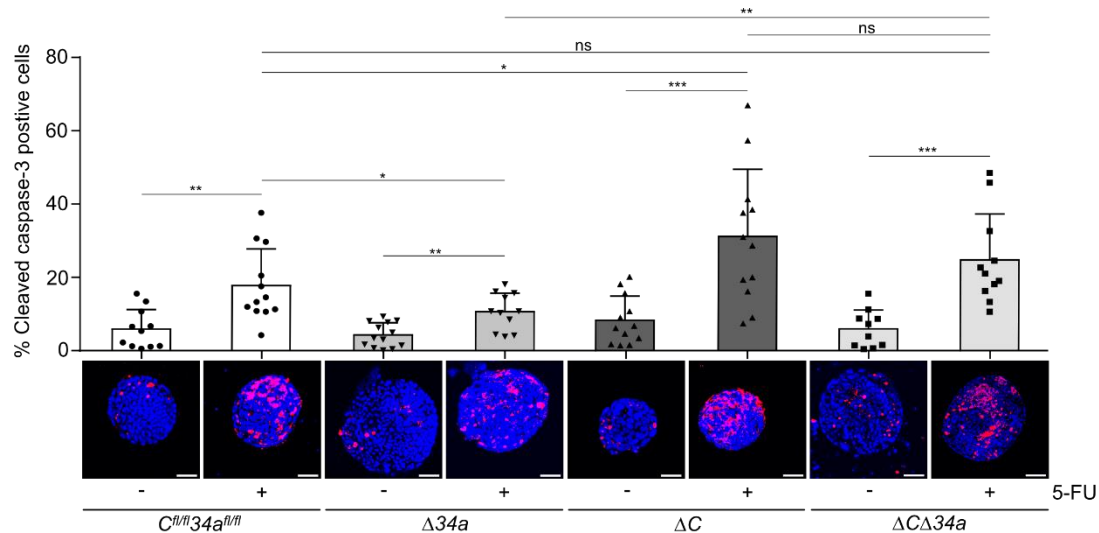 **
ns
ns
*
***
80
60
40
20
0
% Cleaved caspase-3 postive cells
***
*
**
**
- + - + - + - + 5-FU
Cfl/fl34afl/fl Δ34a ΔC ΔCΔ34a